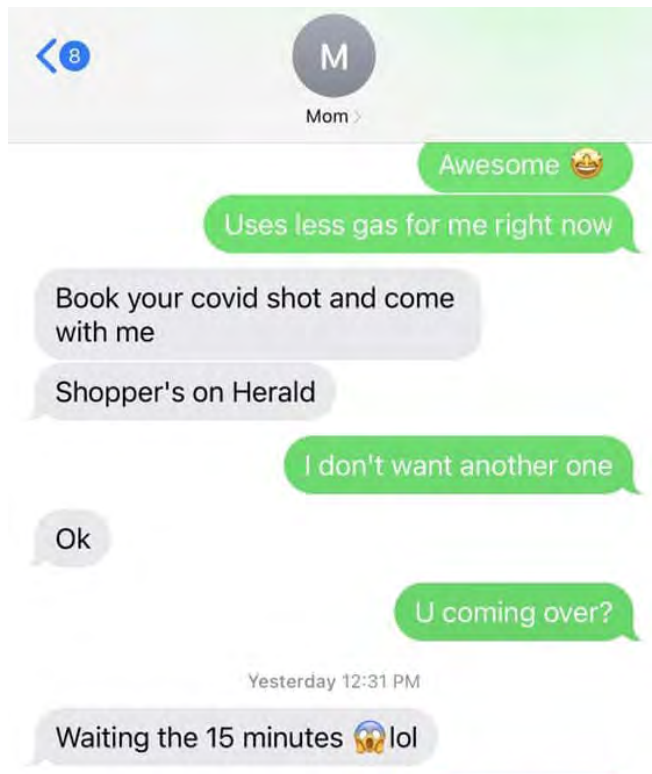 8
M
Mom
Awesome 🤩
Uses less gas for me right now
Book your covid shot and come
with me
Shopper's on Herald
I don't want another one
Ok
U coming over?
Yesterday 12:31 PM
Waiting the 15 minutes 😱lol